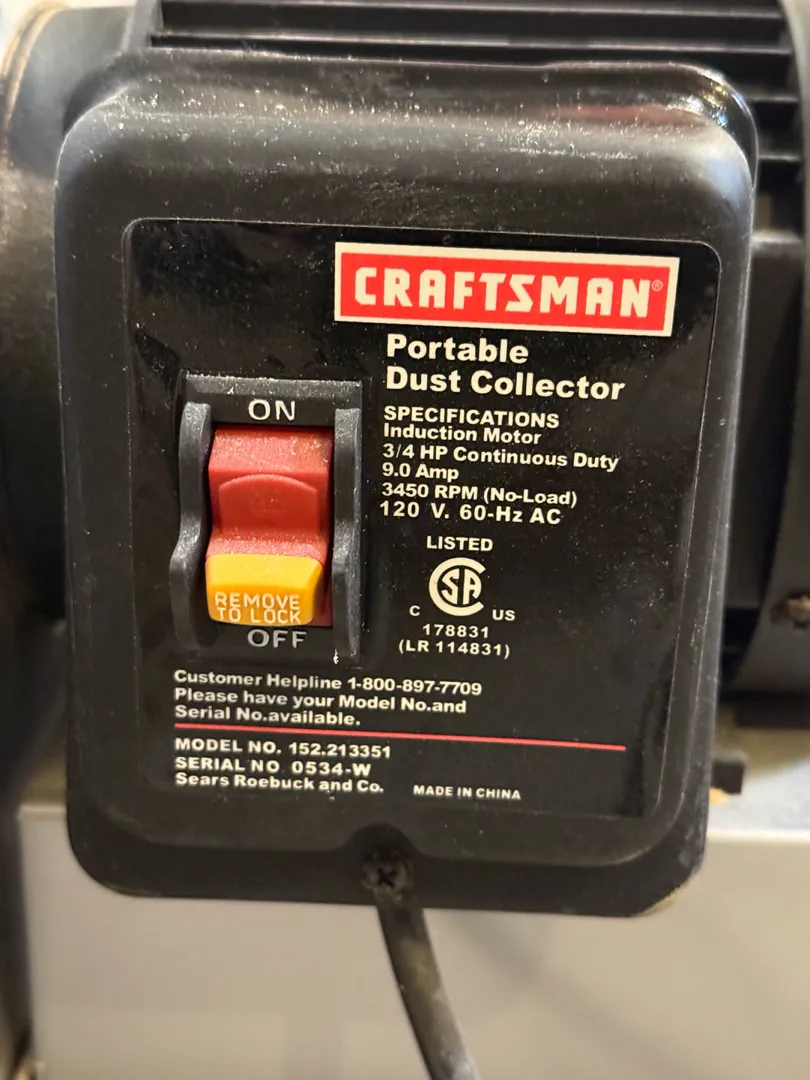 CRAFTSMAN®
Portable
Dust Collector
SPECIFICATIONS
Induction Motor
3/4 HP Continuous Duty
9.0 Amp
3450 RPM (No-Load)
120 V. 60-Hz AC
ON
REMOVE
TO LOCK
OFF
LISTED
C SA US
178831
(LR 114831)
Customer Helpline 1-800-897-7709
Please have your Model No.and
Serial No.available.
MODEL NO. 152.213351
SERIAL NO 0534-W
Sears Roebuck and Co.
MADE IN CHINA